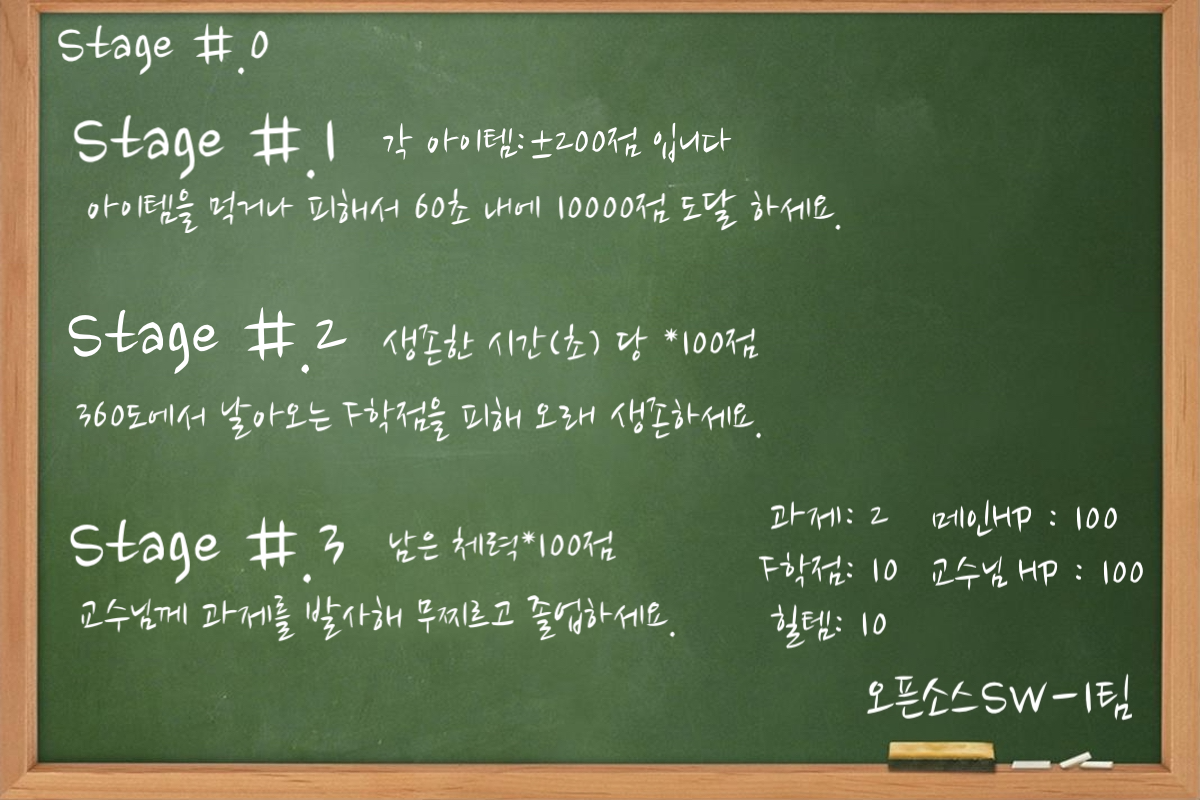 Stage #.0
Stage #.1 각 아이템:±200점 입니다
아이템을 먹거나 피해서 60초 내에 10000점 도달 하세요.
Stage #.2 생존한 시간(초) 당 *100점
360도에서 날아오는 F학점을 피해 오래 생존하세요.
Stage #.3 남은 체력*100점
교수님께 과제를 발사해 무찌르고 졸업하세요.
과제: 2 메인HP : 100
F학점: 10 교수님 HP : 100
힐템: 10
오픈소스SW-1팀